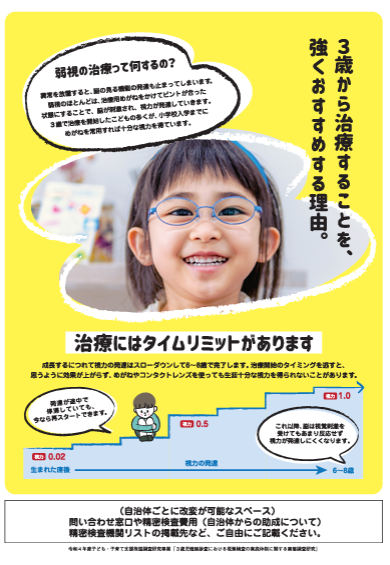 3歳から治療することを、
強くおすすめする理由。
弱視の治療って何するの?
異常を放置すると、脳の見る機能の発達も止まってしまいます。
弱視のほとんどは、治療用めがねをかけてピントが合った
状態にすることで、脳が刺激され、視力が発達していきます。
3歳で治療を開始したこどもの多くが、小学校入学までに
めがねを常用すれば十分な視力を得ています。
治療にはタイムリミットがあります
成長するにつれて視力の発達はスローダウンして6〜8歳で完了します。治療開始のタイミングを逃すと、
思うように効果が上がらず、めがねやコンタクトレンズを使っても生涯十分な視力を得られないことがあります。
発達が途中で
停滞していても、
今なら再スタートできます。
視力 0.02
視力 0.5
視力 1.0
これ以降、脳は視覚刺激を
受けてもあまり反応せず
視力が発達しにくくなります。
生まれた直後
視力の発達
6〜8歳
(自治体ごとに改変が可能なスペース)
問い合わせ窓口や精密検査費用(自治体からの助成について)
精密検査機関リストの掲載先など、ご自由にご記載ください。
令和4年度子ども・子育て支援推進調査研究事業「3歳児健康診査における視覚検査の実施体制に関する実態調査研究」